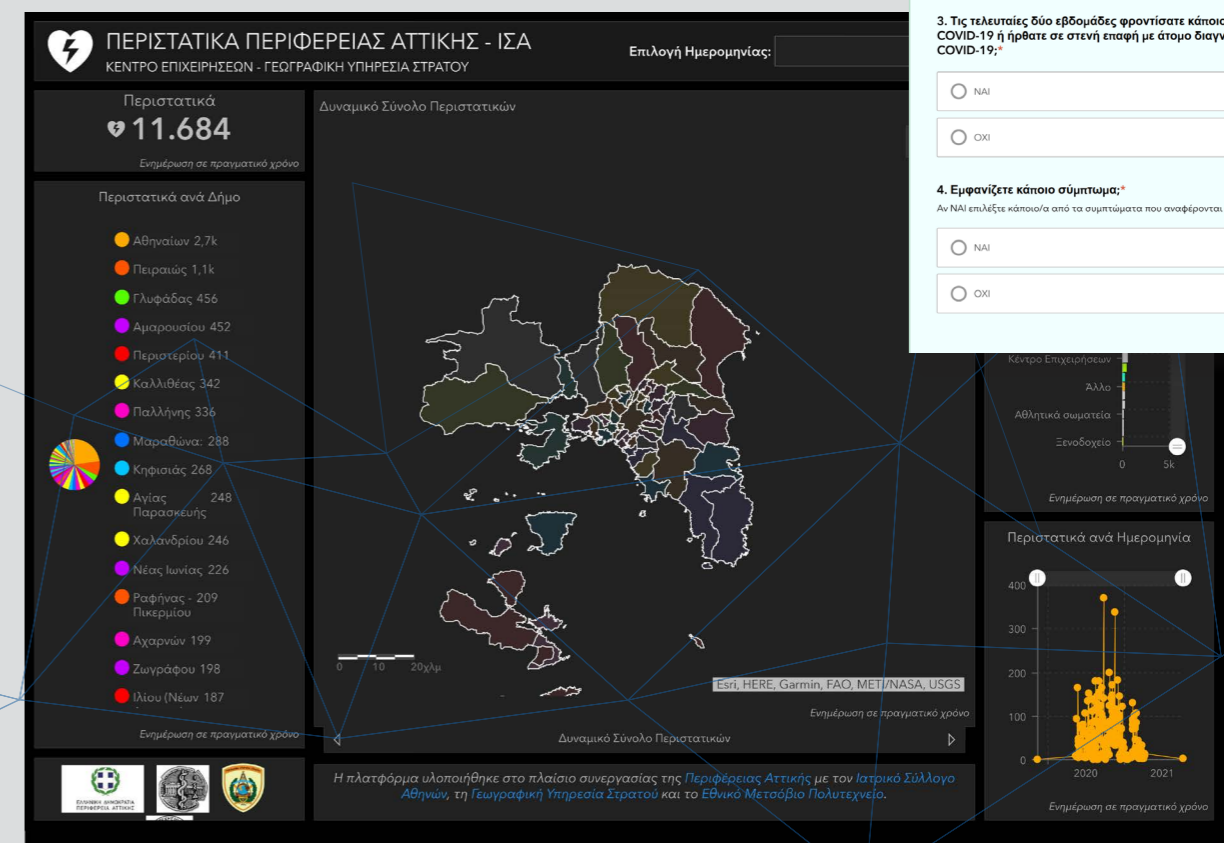 ΠΕΡΙΣΤΑΤΙΚΑ ΠΕΡΙΦΕΡΕΙΑΣ ΑΤΤΙΚΗΣ - ΙΣΑ
ΚΕΝΤΡΟ ΕΠΙΧΕΙΡΗΣΕΩΝ - ΓΕΩΓΡΑΦΙΚΗ ΥΠΗΡΕΣΙΑ ΣΤΡΑΤΟΥ
Επιλογή Ημερομηνίας:
3. Τις τελευταίες δύο εβδομάδες φροντίσατε κάποιο
COVID-19 ή ήρθατε σε στενή επαφή με άτομο διαγν
COVID-19;*
ΝΑΙ
ΟΧΙ
4. Εμφανίζετε κάποιο σύμπτωμα;*
Αν ΝΑΙ επιλέξτε κάποιο/α από τα συμπτώματα που αναφέρονται
ΝΑΙ
ΟΧΙ
Περιστατικά
11.684
Ενημέρωση σε πραγματικό χρόνο
Περιστατικά ανά Δήμο
Αθηναίων 2,7k
Πειραιώς 1,1k
Γλυφάδας 456
Αμαρουσίου 452
Περιστερίου 411
Καλλιθέας 342
Παλλήνης 336
Μαραθώνα: 288
Κηφισιάς 268
Αγίας 248
Παρασκευής
Χαλανδρίου 246
Νέας Ιωνίας 226
Ραφήνας - 209
Πικερμίου
Αχαρνών 199
Ζωγράφου 198
Ιλίου (Νέων 187
Ενημέρωση σε πραγματικό χρόνο
Δυναμικό Σύνολο Περιστατικών
0 10 20χλμ
Esri, HERE, Garmin, FAO, METI/NASA, USGS
Ενημέρωση σε πραγματικό χρόνο
Δυναμικό Σύνολο Περιστατικών
Κέντρο Επιχειρήσεων
Άλλο
Αθλητικά σωματεία
Ξενοδοχείο
0 5k
Ενημέρωση σε πραγματικό χρόνο
Περιστατικά ανά Ημερομηνία
400
300
200
100
0
2020 2021
Ενημέρωση σε πραγματικό χρόνο
ΕΛΛΗΝΙΚΗ ΔΗΜΟΚΡΑΤΙΑ
ΠΕΡΙΦΕΡΕΙΑ ΑΤΤΙΚΗΣ
Η πλατφόρμα υλοποιήθηκε στο πλαίσιο συνεργασίας της Περιφέρειας Αττικής με τον Ιατρικό Σύλλογο
Αθηνών, τη Γεωγραφική Υπηρεσία Στρατού και το Εθνικό Μετσόβιο Πολυτεχνείο.